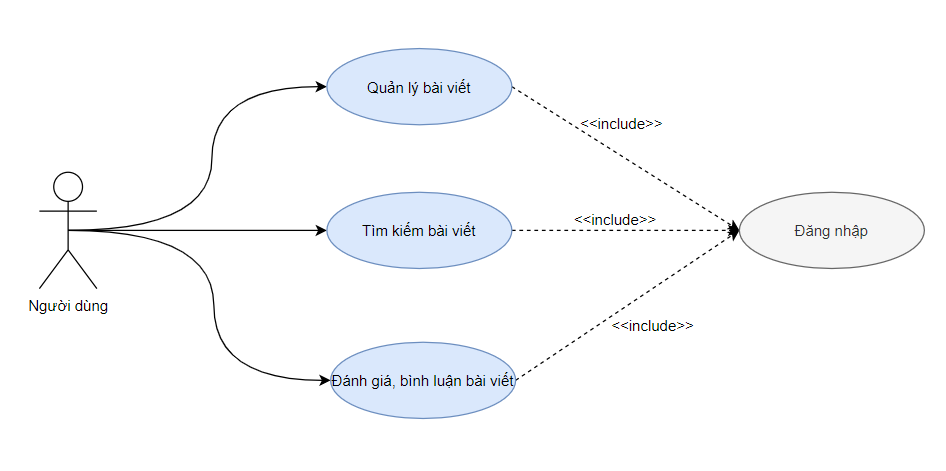 Quản lý bài viết
<<include>>
Tìm kiếm bài viết
<<include>>
Đăng nhập
Người dùng
<<include>>
Đánh giá, bình luận bài viết